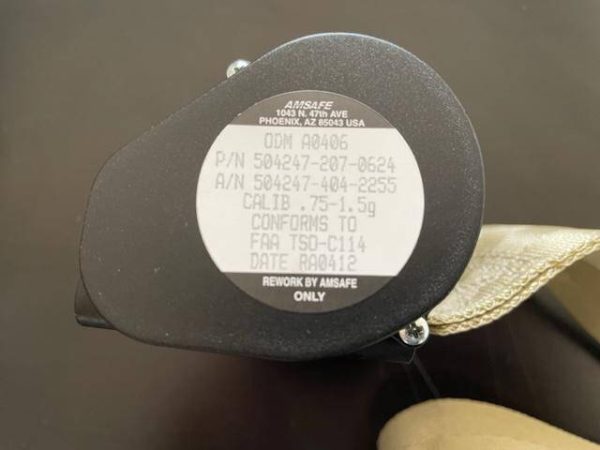 AMSAFE
1043 N. 47th AVE
PHOENIX, AZ 85043 USA
ODM A0406
P/N 504247-207-0624
A/N 504247-404-2255
CALIB .75-1.5g
CONFORMS TO
FAA TSO-C114
DATE RA0412
REWORK BY AMSAFE
ONLY